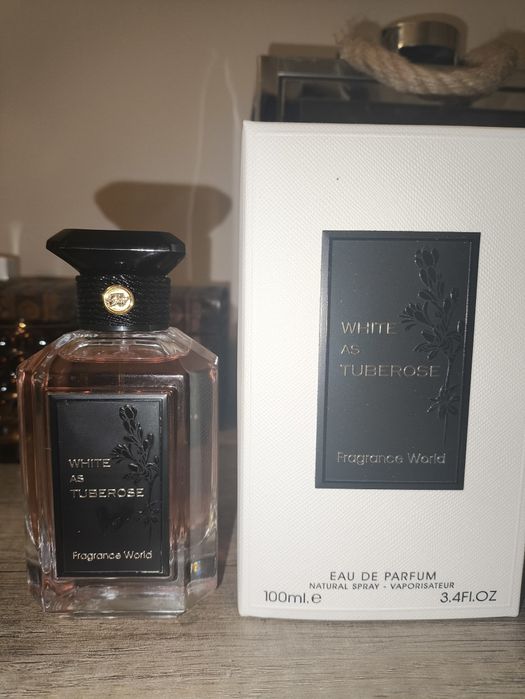 WHITE
AS
TUBEROSE
Fragrance World
WHITE
AS
TUBEROSE
Fragrance World
EAU DE PARFUM
NATURAL SPRAY - VAPORISATEUR
100ml.e
3.4FL.OZ